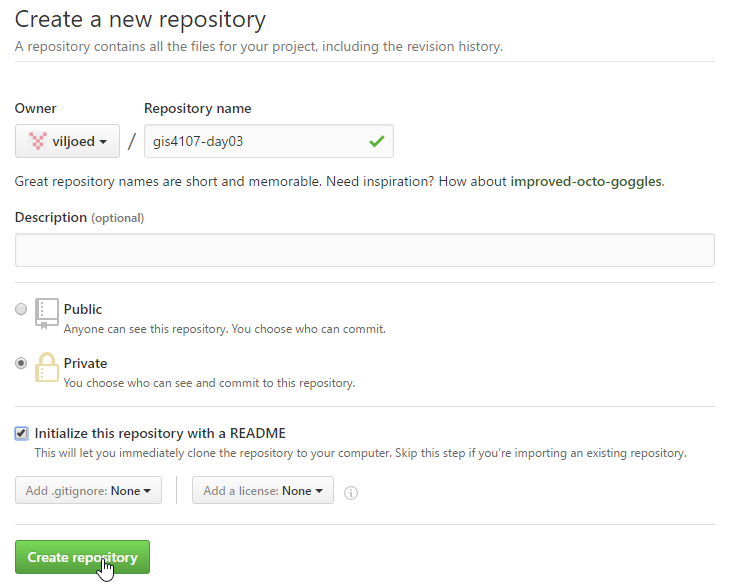 Create a new repository
A repository contains all the files for your project, including the revision history.
Owner Repository name
viljoed / gis4107-day03
Great repository names are short and memorable. Need inspiration? How about improved-octo-goggles.
Description (optional)
Public
Anyone can see this repository. You choose who can commit.
Private
You choose who can see and commit to this repository.
Initialize this repository with a README
This will let you immediately clone the repository to your computer. Skip this step if you’re importing an existing repository.
Add .gitignore: None Add a license: None
Create repository